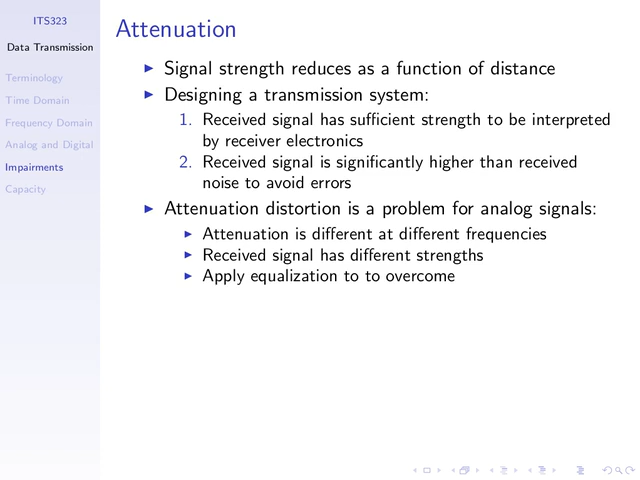 ITS323
Data Transmission
Terminology
Time Domain
Frequency Domain
Analog and Digital
Impairments
Capacity
Attenuation
Signal strength reduces as a function of distance
Designing a transmission system:
1. Received signal has sufficient strength to be interpreted
by receiver electronics
2. Received signal is significantly higher than received
noise to avoid errors
Attenuation distortion is a problem for analog signals:
Attenuation is different at different frequencies
Received signal has different strengths
Apply equalization to to overcome